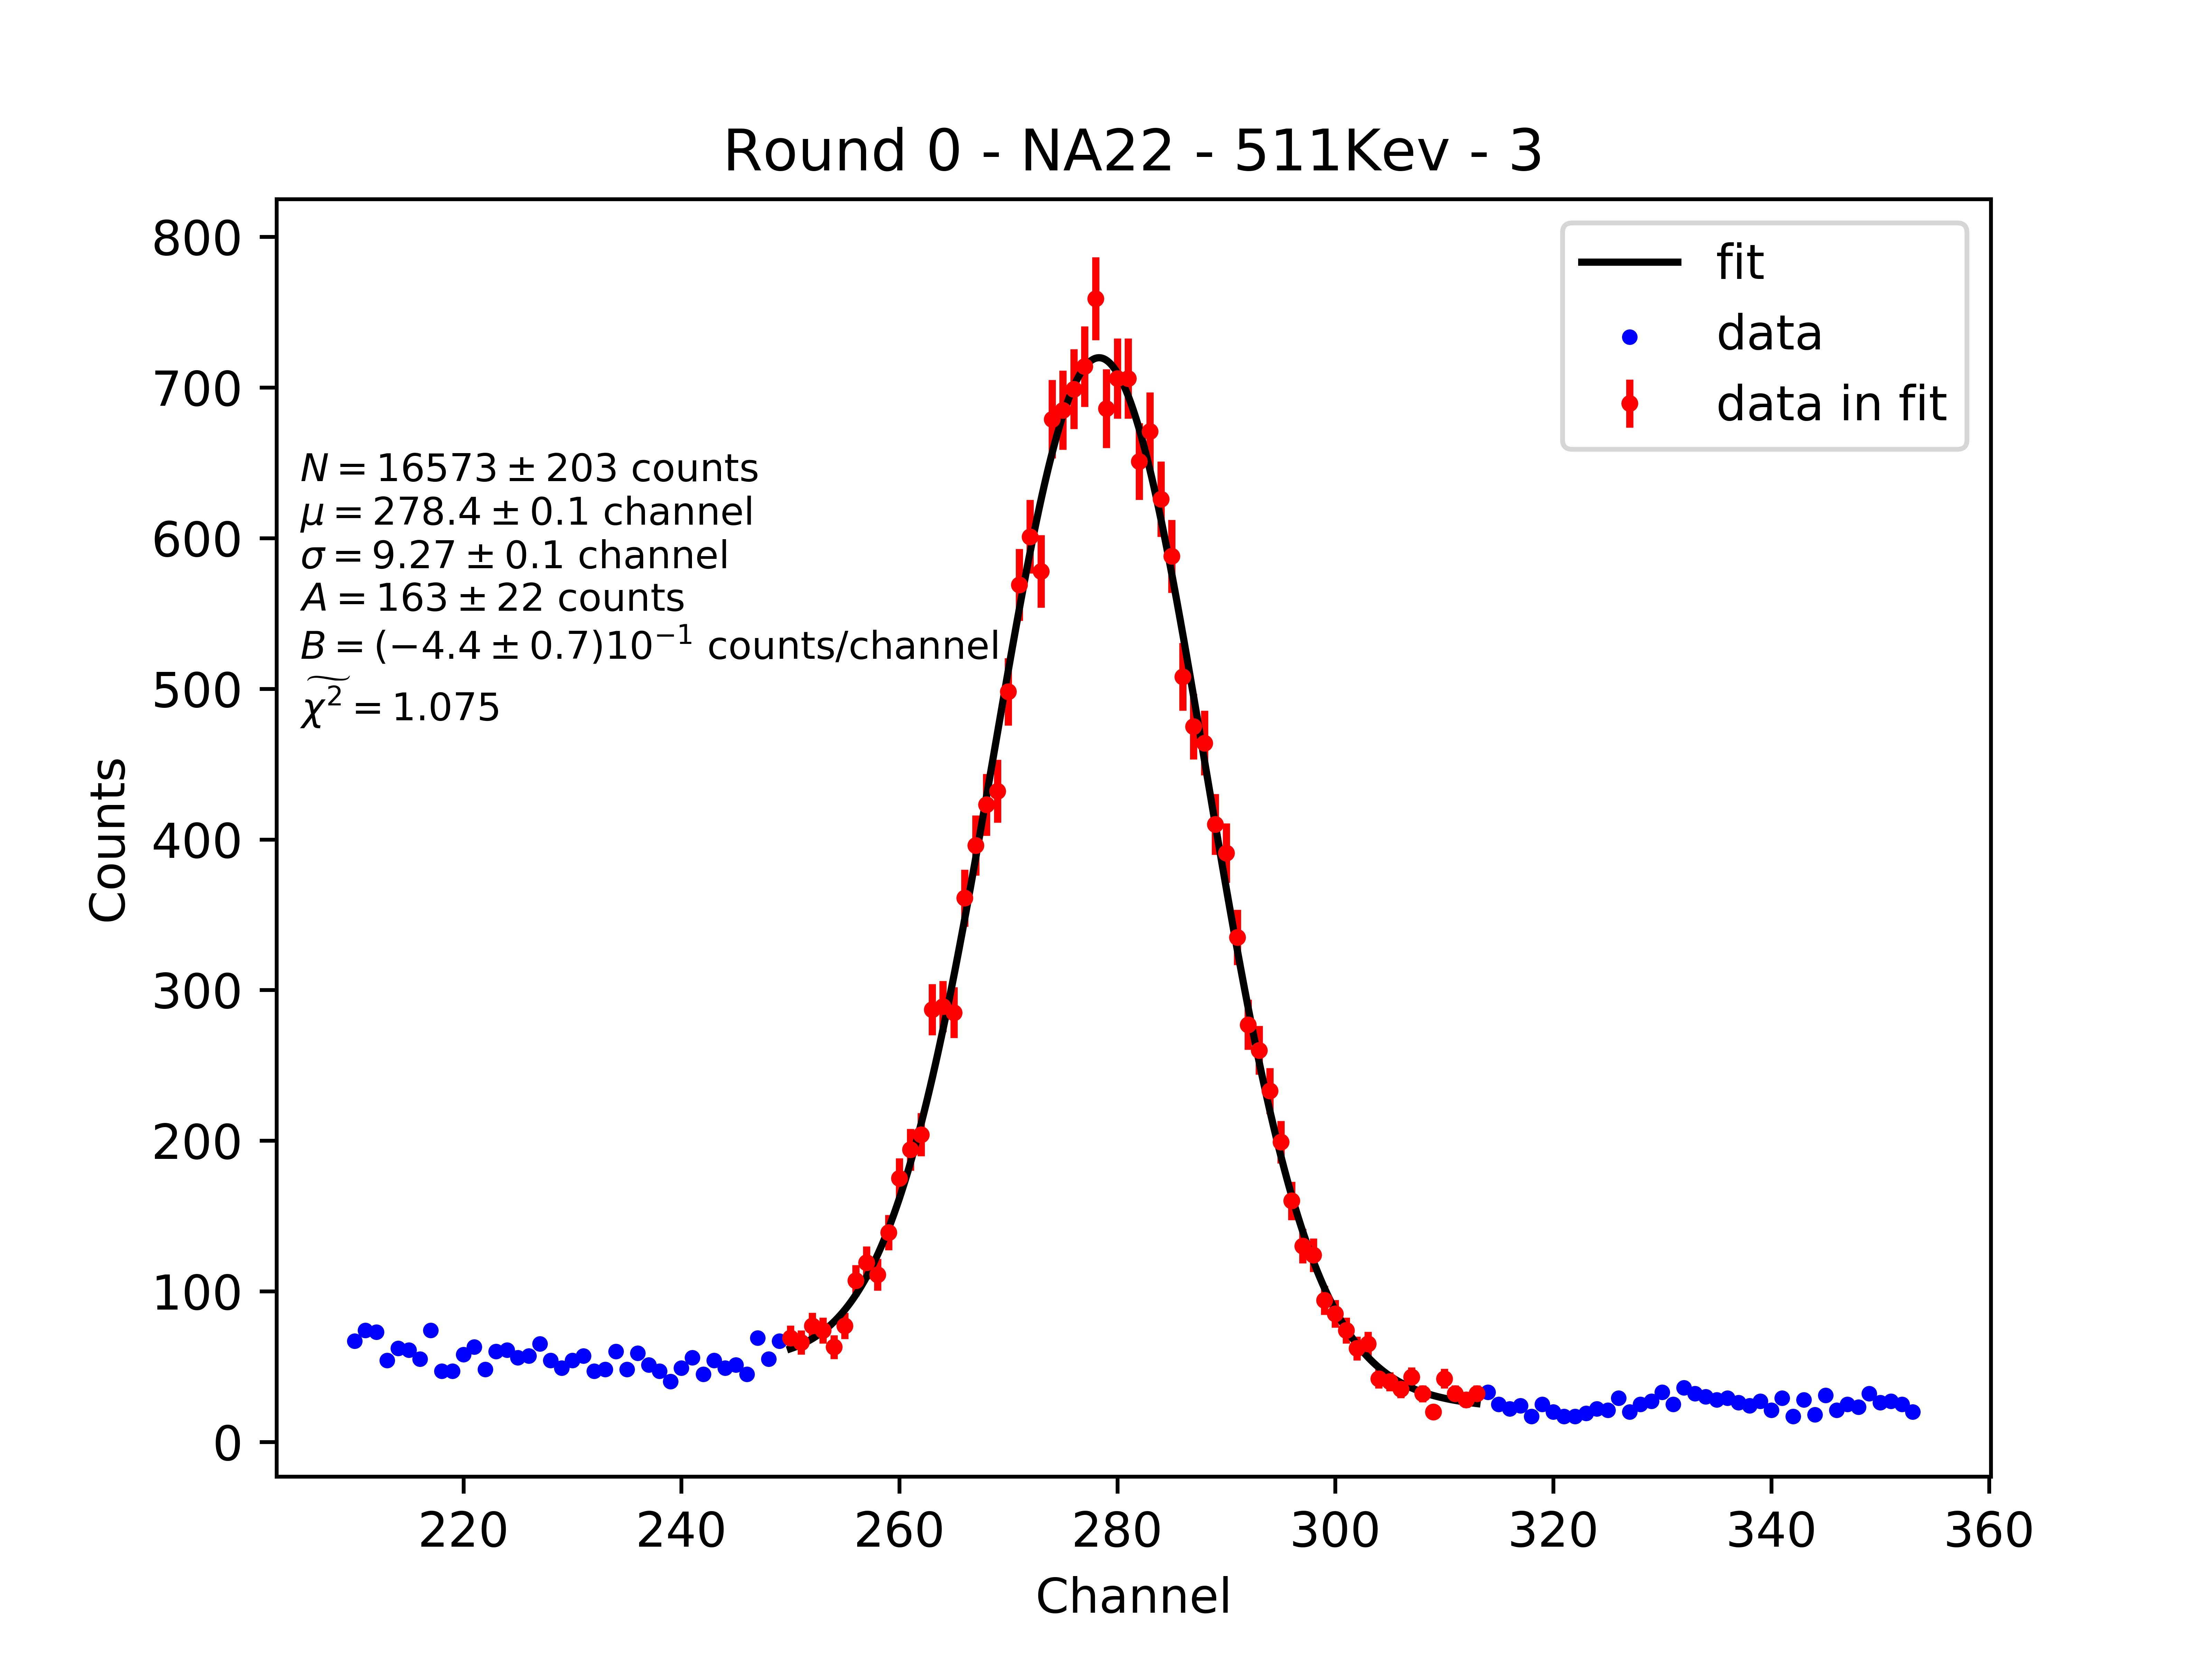 Round 0 - NA22 - 511Kev - 3
800
700
600
500
400
300
200
100
0
Counts
N = 16573 ± 203 counts
μ = 278.4 ± 0.1 channel
σ = 9.27 ± 0.1 channel
A = 163 ± 22 counts
B = (−4.4 ± 0.7)10⁻¹ counts/channel
χ̃² = 1.075
fit
data
data in fit
220 240 260 280 300 320 340 360
Channel